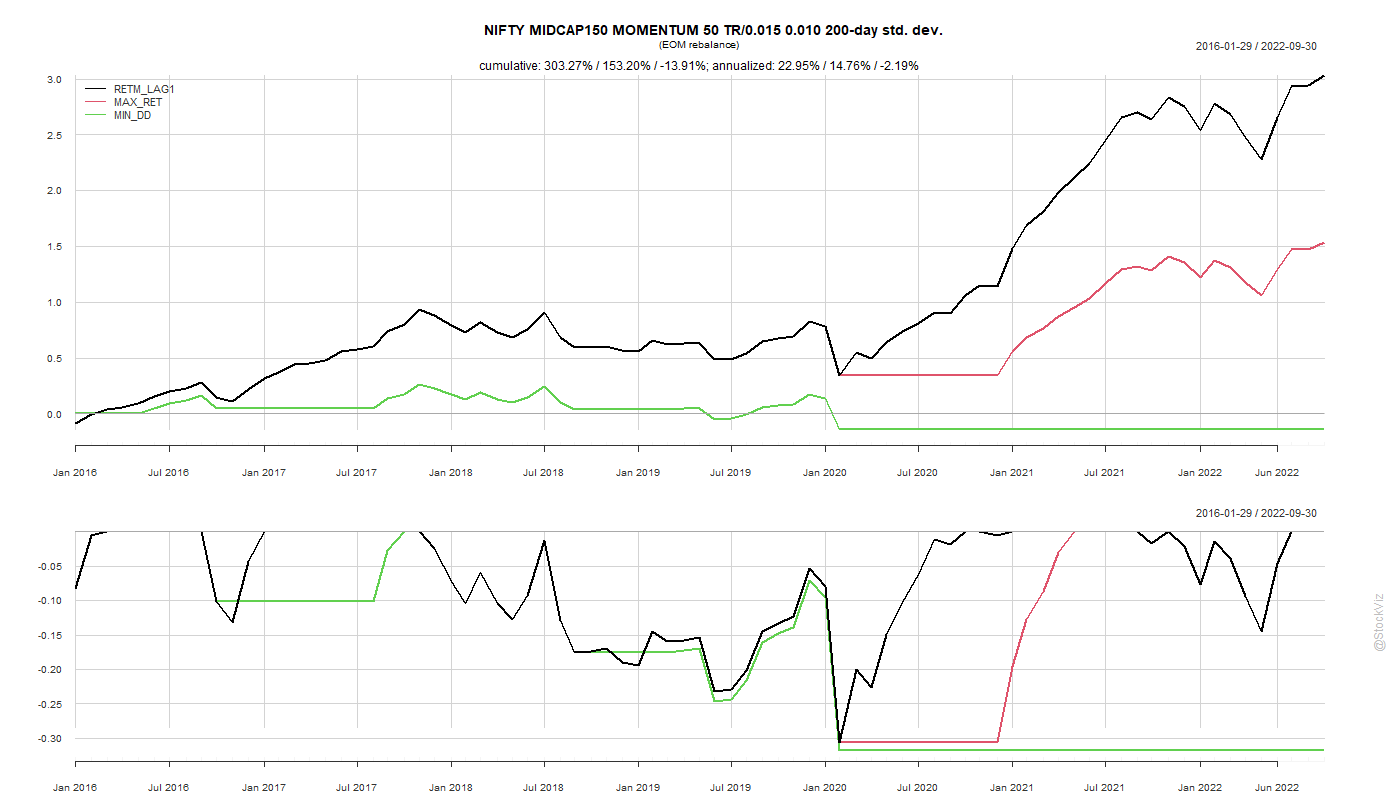 NIFTY MIDCAP150 MOMENTUM 50 TR/0.015 0.010 200-day std. dev.
(EOM rebalance)
2016-01-29 / 2022-09-30
cumulative: 303.27% / 153.20% / -13.91%; annualized: 22.95% / 14.76% / -2.19%
RETM_LAG1
MAX_RET
MIN_DD
3.0
2.5
2.0
1.5
1.0
0.5
0.0
Jan 2016 Jul 2016 Jan 2017 Jul 2017 Jan 2018 Jul 2018 Jan 2019 Jul 2019 Jan 2020 Jul 2020 Jan 2021 Jul 2021 Jan 2022 Jun 2022
2016-01-29 / 2022-09-30
-0.05
-0.10
-0.15
-0.20
-0.25
-0.30
Jan 2016 Jul 2016 Jan 2017 Jul 2017 Jan 2018 Jul 2018 Jan 2019 Jul 2019 Jan 2020 Jul 2020 Jan 2021 Jul 2021 Jan 2022 Jun 2022
@StockViz